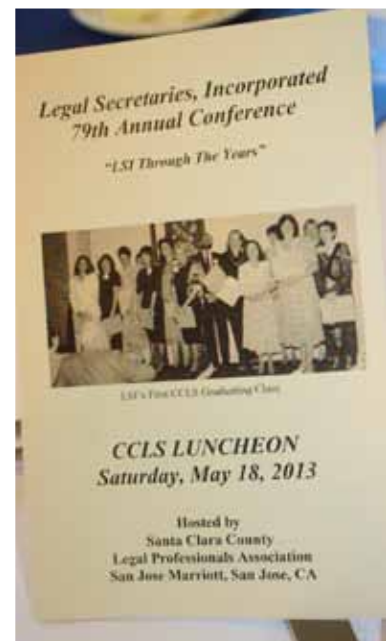 Legal Secretaries, Incorporated
79th Annual Conference
"LSI Through The Years"
LSI's First CCLS Graduating Class
CCLS LUNCHEON
Saturday, May 18, 2013
Hosted by
Santa Clara County
Legal Professionals Association
San Jose Marriott, San Jose, CA